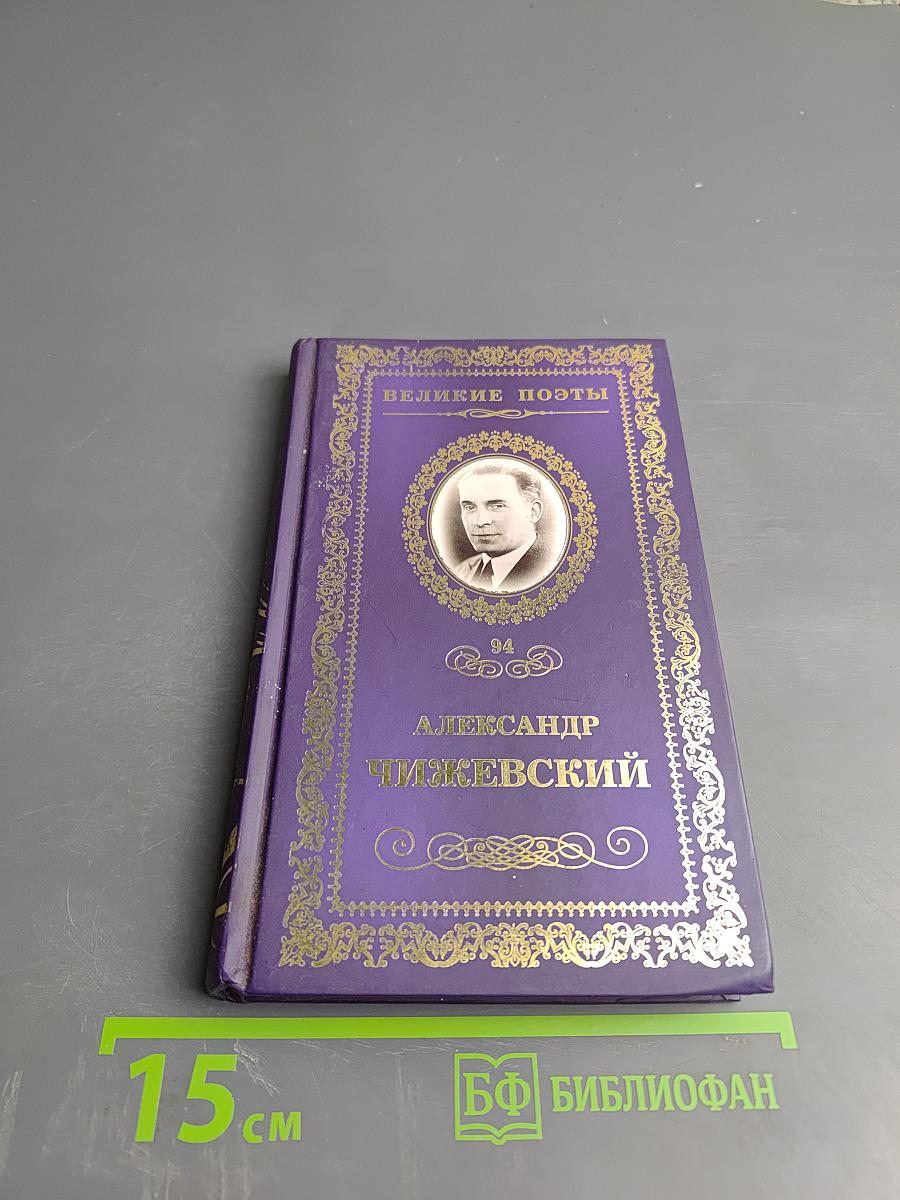 ВЕЛИКИЕ ПОЭТЫ
94
АЛЕКСАНДР
ЧИЖЕВСКИЙ
15 см
БФ БИБЛИОФАН